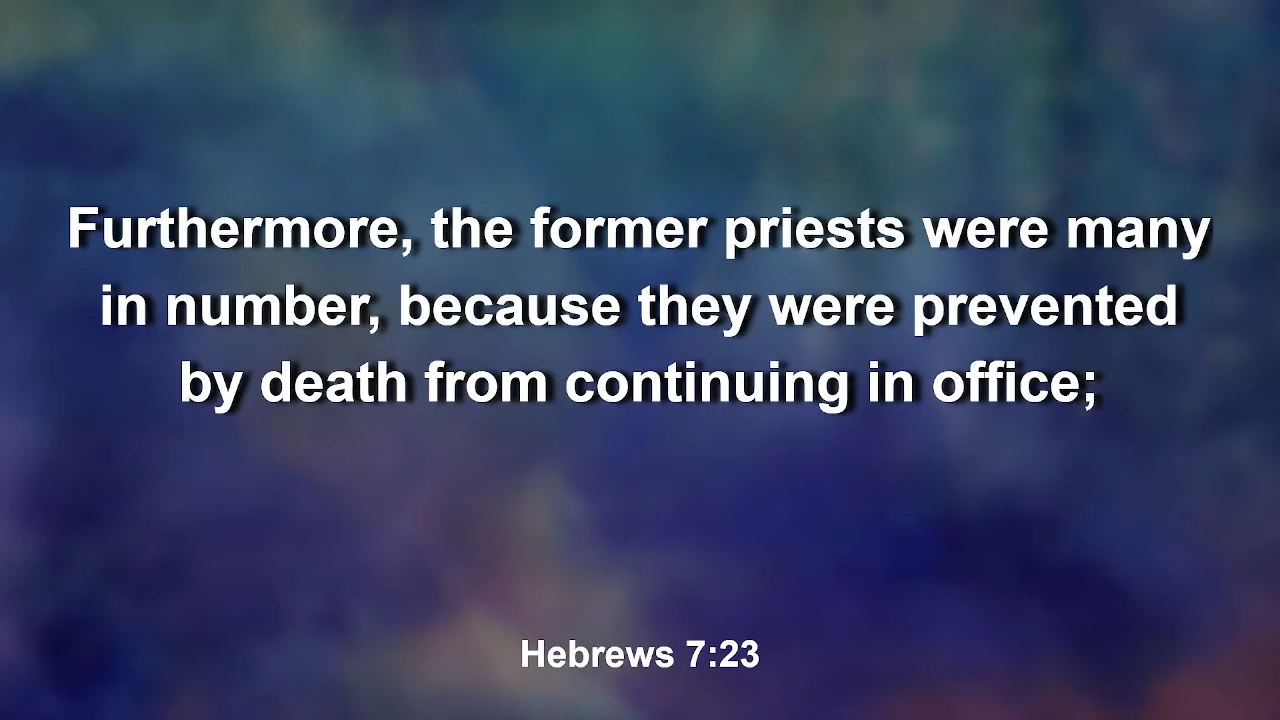 Furthermore, the former priests were many
in number, because they were prevented
by death from continuing in office;
Hebrews 7:23